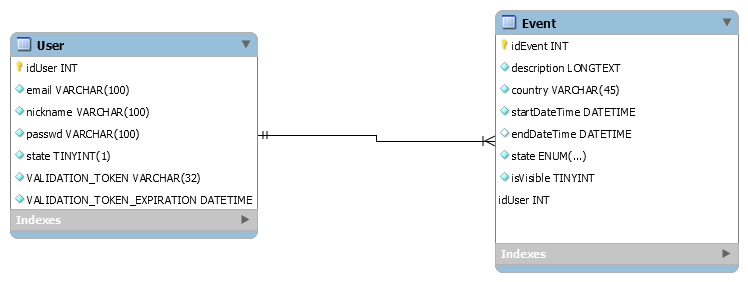 User
idUser INT
email VARCHAR(100)
nickname VARCHAR(100)
passwd VARCHAR(100)
state TINYINT(1)
VALIDATION_TOKEN VARCHAR(32)
VALIDATION_TOKEN_EXPIRATION DATETIME
Indexes
Event
idEvent INT
description LONGTEXT
country VARCHAR(45)
startDateTime DATETIME
endDateTime DATETIME
state ENUM(...)
isVisible TINYINT
idUser INT
Indexes